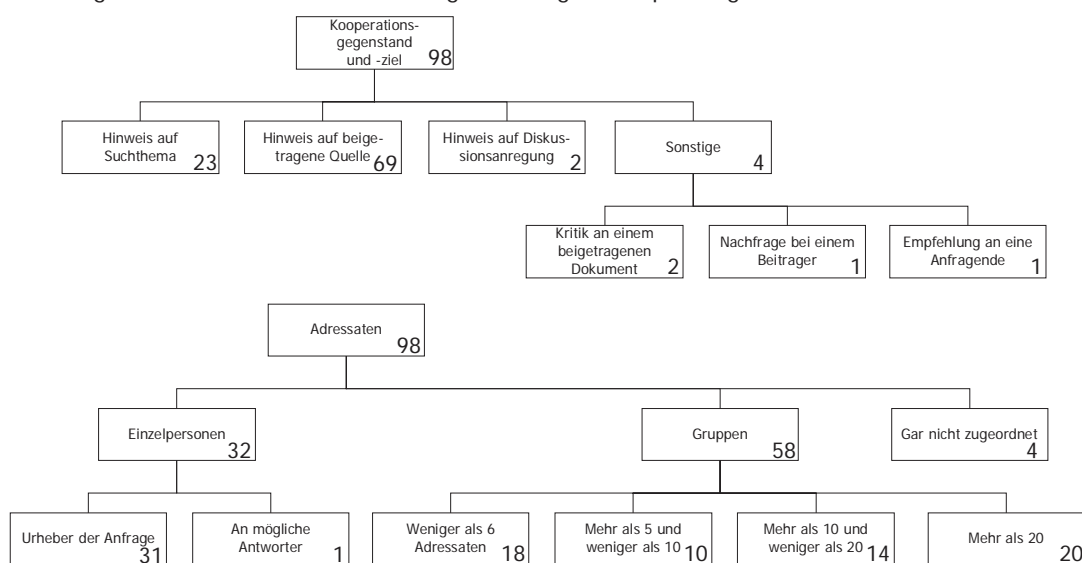 Kooperations-
gegenstand
und -ziel 98
Hinweis auf
Suchthema 23
Hinweis auf beige-
tragene Quelle 69
Hinweis auf Diskus-
sionsanregung 2
Sonstige
4
Kritik an einem
beigetragenen
Dokument 2
Nachfrage bei einem
Beitrager 1
Empfehlung an eine
Anfragende 1
Adressaten
98
Einzelpersonen
32
Gruppen
58
Gar nicht zugeordnet
4
Urheber der Anfrage
31
An mögliche
Antworter 1
Weniger als 6
Adressaten 18
Mehr als 5 und
weniger als 10 10
Mehr als 10 und
weniger als 20 14
Mehr als 20
20